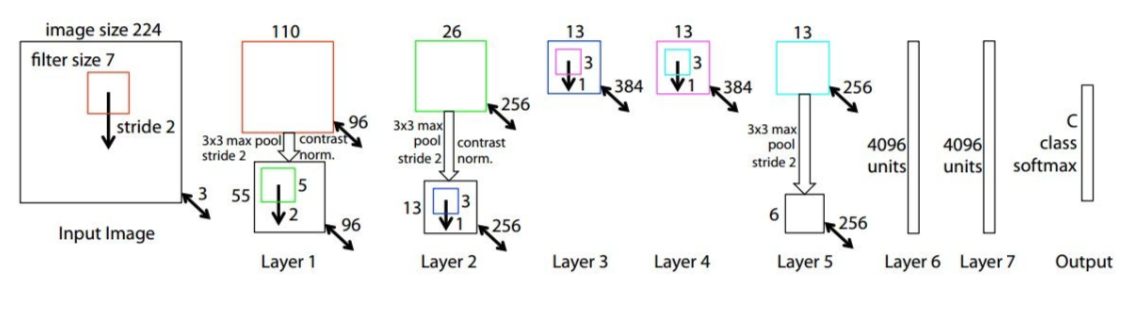 image size 224
filter size 7
stride 2
3
Input Image
110
96
3x3 max pool
stride 2
contrast
norm.
55
5
2
96
Layer 1
26
256
3x3 max
pool
stride 2
contrast
norm.
13
3
1
256
Layer 2
13
3
1
384
Layer 3
13
3
1
384
Layer 4
13
256
3x3 max
pool
stride 2
6
256
Layer 5
4096
units
Layer 6
4096
units
Layer 7
C
class
softmax
Output